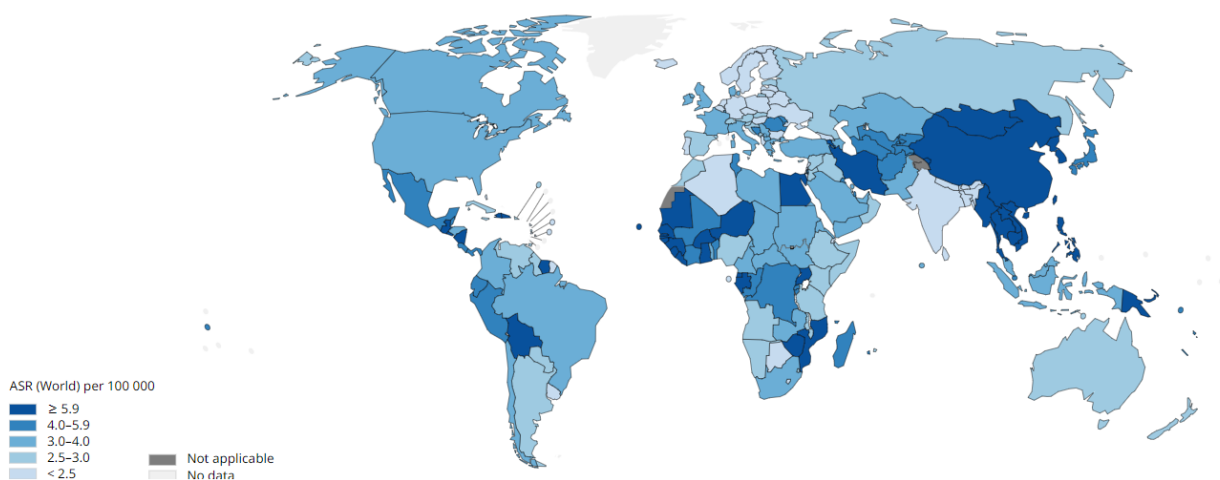 ASR (World) per 100 000
≥ 5.9
4.0–5.9
3.0–4.0
2.5–3.0
< 2.5
Not applicable
No data